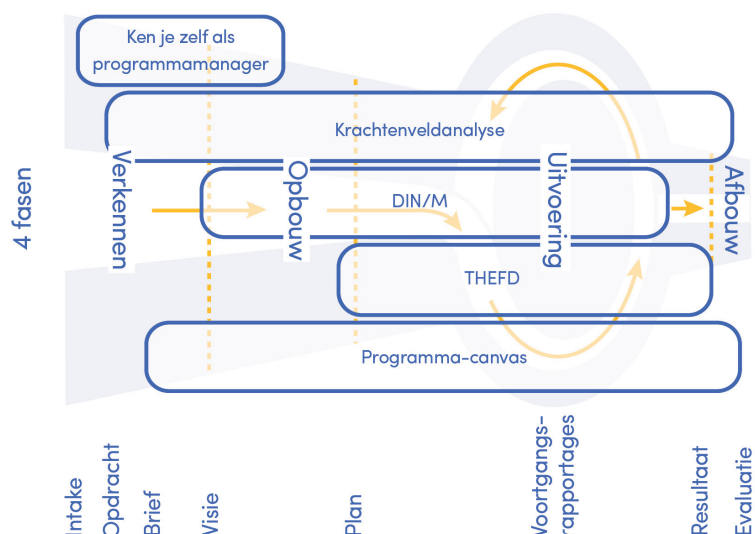 Ken je zelf als
programmamanager
Krachtenveldanalyse
4 fasen
Verkennen
Opbouw
DIN/M
Uitvoering
Afbouw
THEFD
Programma-canvas
Intake
Opdracht
Brief
Visie
Plan
Voortgangs-
rapportages
Resultaat
Evaluatie